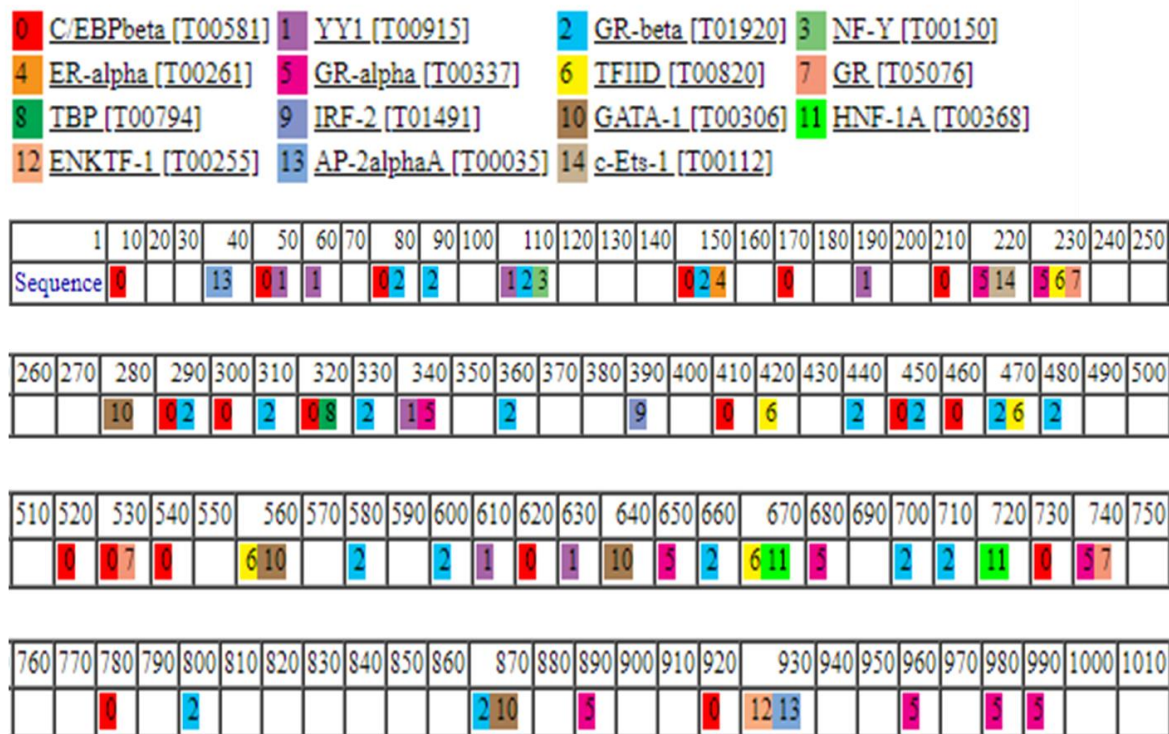 0 C/EBPbeta [T00581] 1 YY1 [T00915] 2 GR-beta [T01920] 3 NF-Y [T00150]
4 ER-alpha [T00261] 5 GR-alpha [T00337] 6 TFIID [T00820] 7 GR [T05076]
8 TBP [T00794] 9 IRF-2 [T01491] 10 GATA-1 [T00306] 11 HNF-1A [T00368]
12 ENKTF-1 [T00255] 13 AP-2alphaA [T00035] 14 c-Ets-1 [T00112]
1 10 20 30 40 50 60 70 80 90 100 110 120 130 140 150 160 170 180 190 200 210 220 230 240 250
Sequence 0 13 0 1 1 0 2 2 1 2 3 0 2 4 0 1 0 5 14 5 6 7
260 270 280 290 300 310 320 330 340 350 360 370 380 390 400 410 420 430 440 450 460 470 480 490 500
10 0 2 0 2 0 8 2 1 5 2 9 0 6 2 0 2 0 2 6 2
510 520 530 540 550 560 570 580 590 600 610 620 630 640 650 660 670 680 690 700 710 720 730 740 750
0 0 7 0 6 10 2 2 1 0 1 10 5 2 6 11 5 2 2 11 0 5 7
760 770 780 790 800 810 820 830 840 850 860 870 880 890 900 910 920 930 940 950 960 970 980 990 1000 1010
0 2 2 10 5 0 12 13 5 5 5